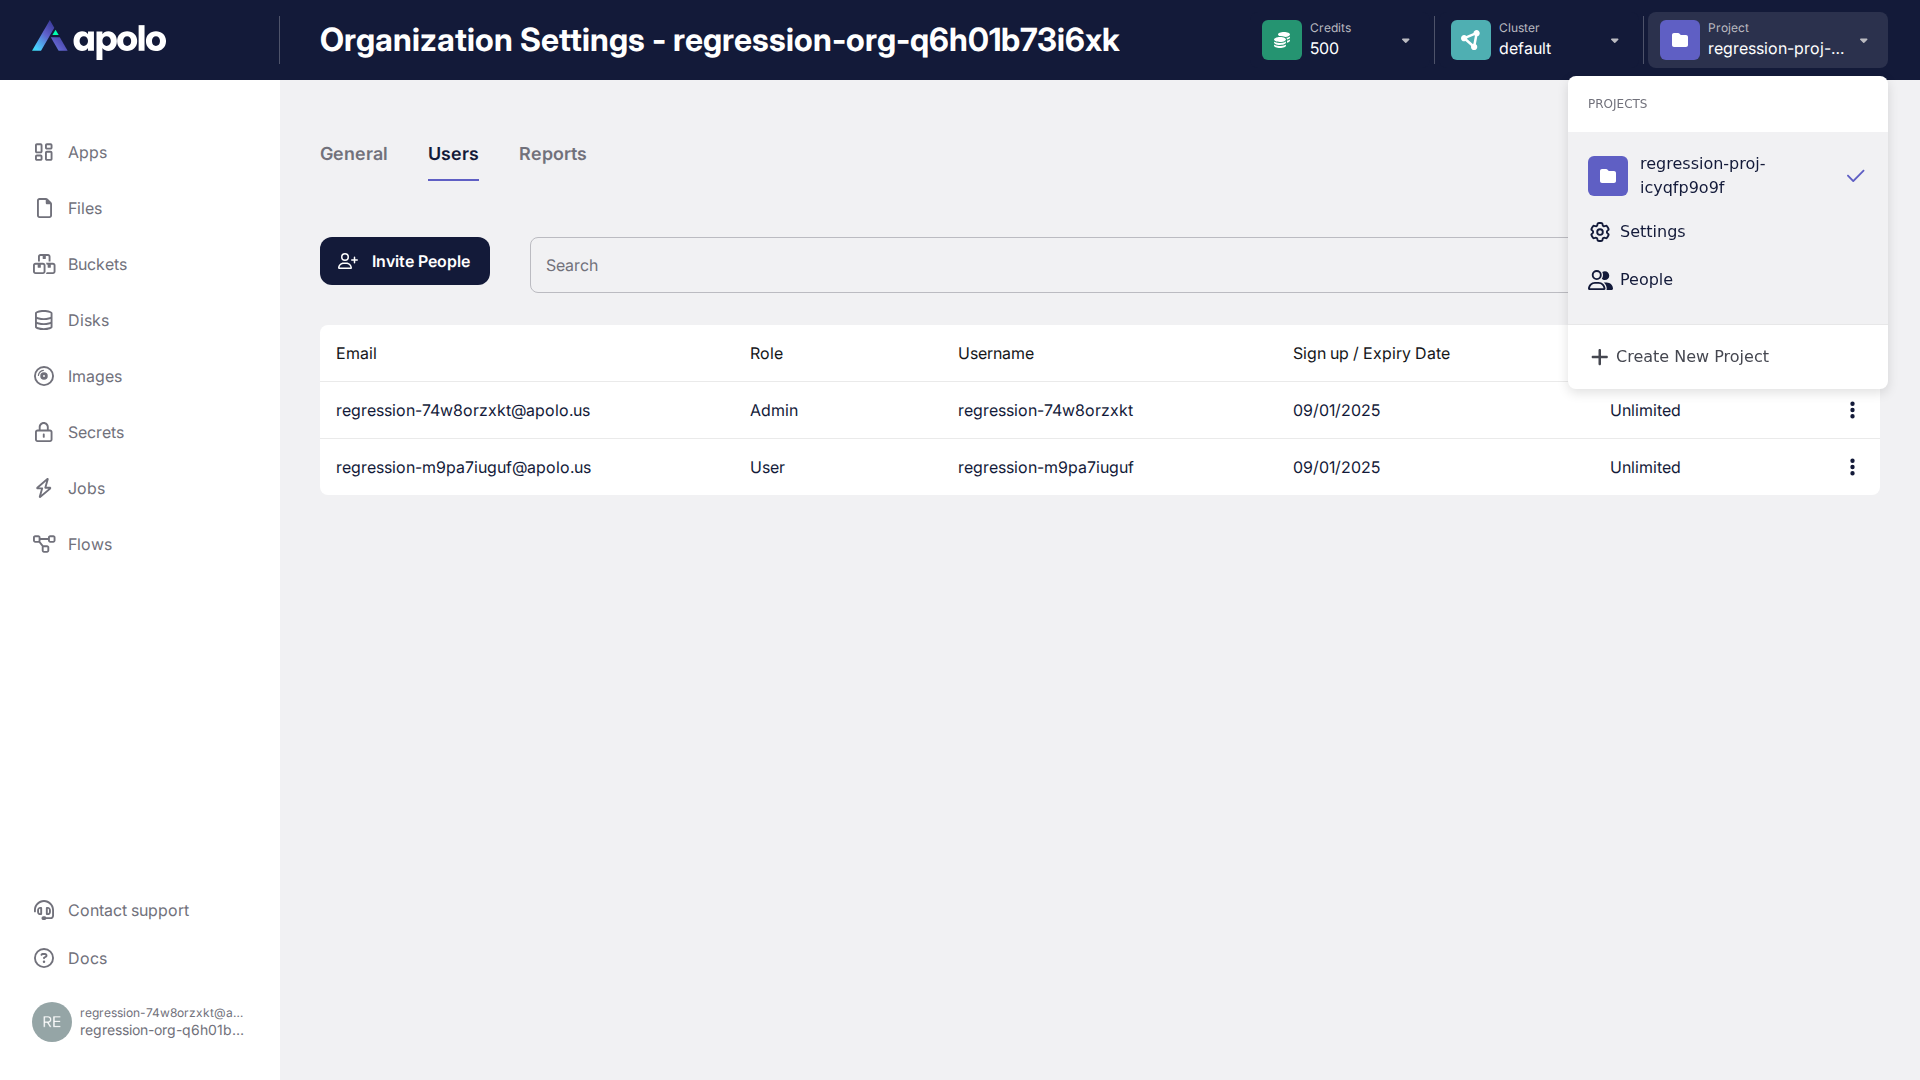 apolo
Organization Settings - regression-org-q6h01b73i6xk
Credits
500
Cluster
default
Project
regression-proj-...
PROJECTS
regression-proj-
icyqfp9o9f
Settings
People
Create New Project
Apps
Files
Buckets
Disks
Images
Secrets
Jobs
Flows
General Users Reports
Invite People
Search
Email Role Username Sign up / Expiry Date
regression-74w8orzxkt@apolo.us Admin regression-74w8orzxkt 09/01/2025 Unlimited
regression-m9pa7iuguf@apolo.us User regression-m9pa7iuguf 09/01/2025 Unlimited
Contact support
Docs
RE
regression-74w8orzxkt@a...
regression-org-q6h01b...